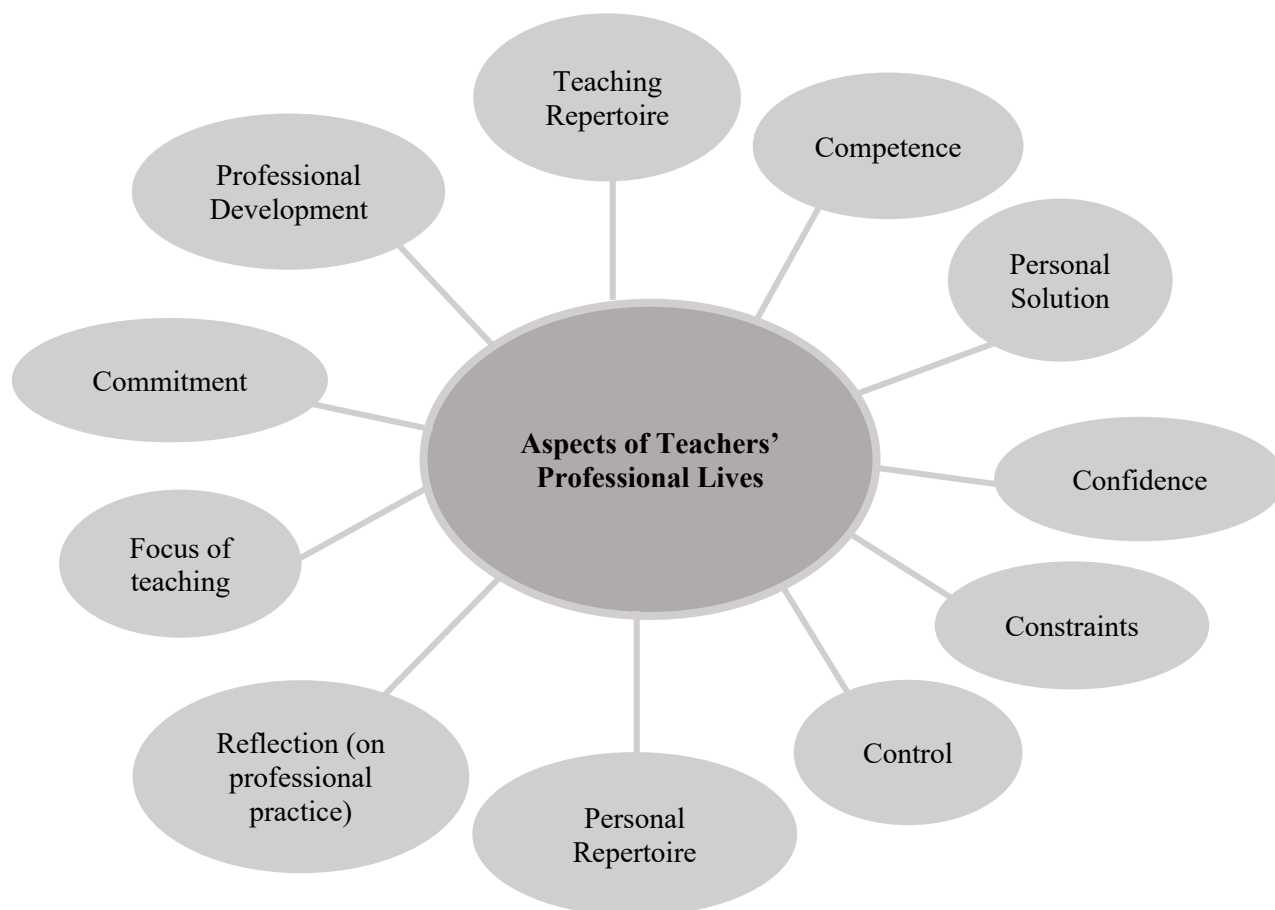 Teaching
Repertoire
Competence
Personal
Solution
Confidence
Constraints
Control
Personal
Repertoire
Reflection (on
professional
practice)
Focus of
teaching
Commitment
Professional
Development
Aspects of Teachers’
Professional Lives